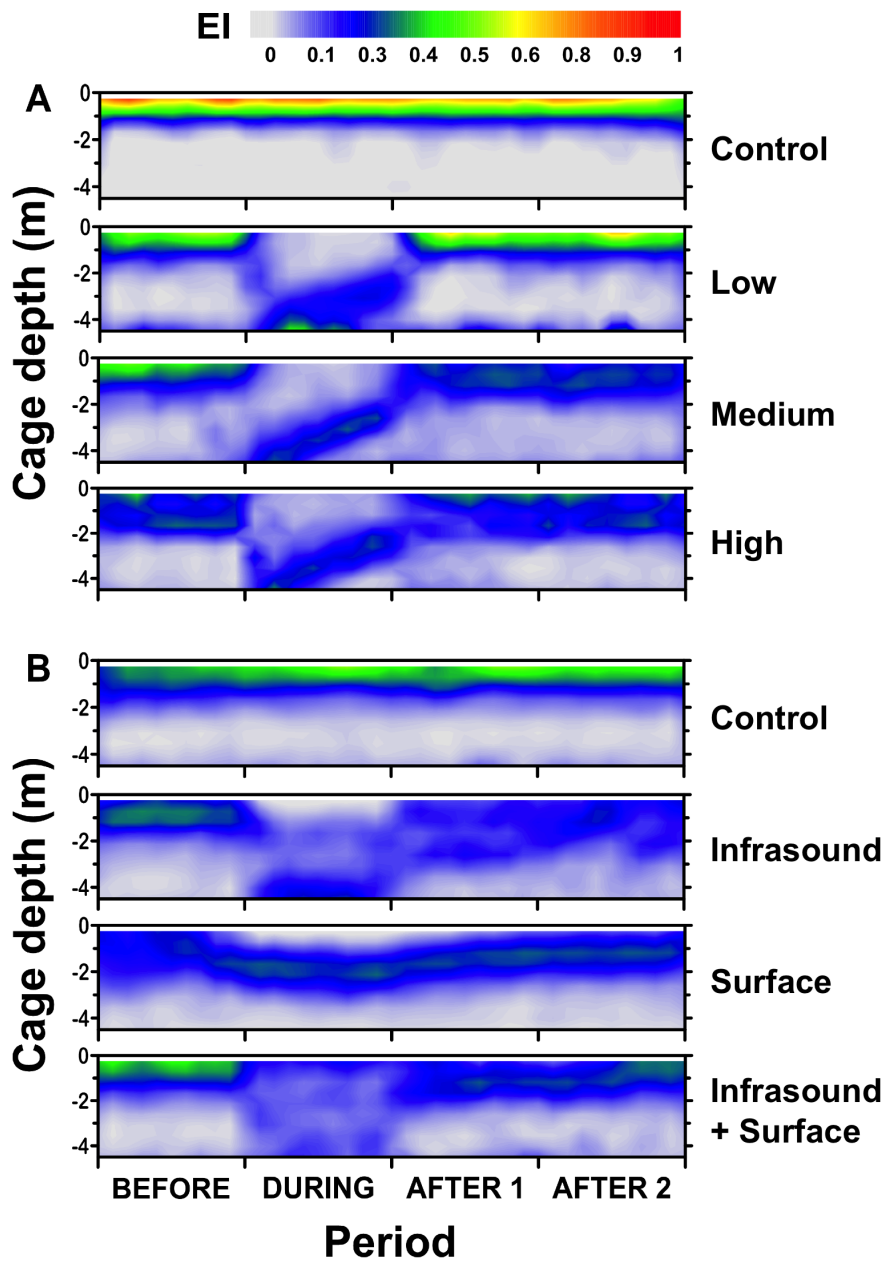 EI
0 0.1 0.3 0.4 0.5 0.6 0.8 0.9 1
A
Cage depth (m)
0
-2
-4
Control
0
-2
-4
Low
0
-2
-4
Medium
0
-2
-4
High
B
Cage depth (m)
0
-2
-4
Control
0
-2
-4
Infrasound
0
-2
-4
Surface
0
-2
-4
Infrasound
+ Surface
BEFORE DURING AFTER 1 AFTER 2
Period